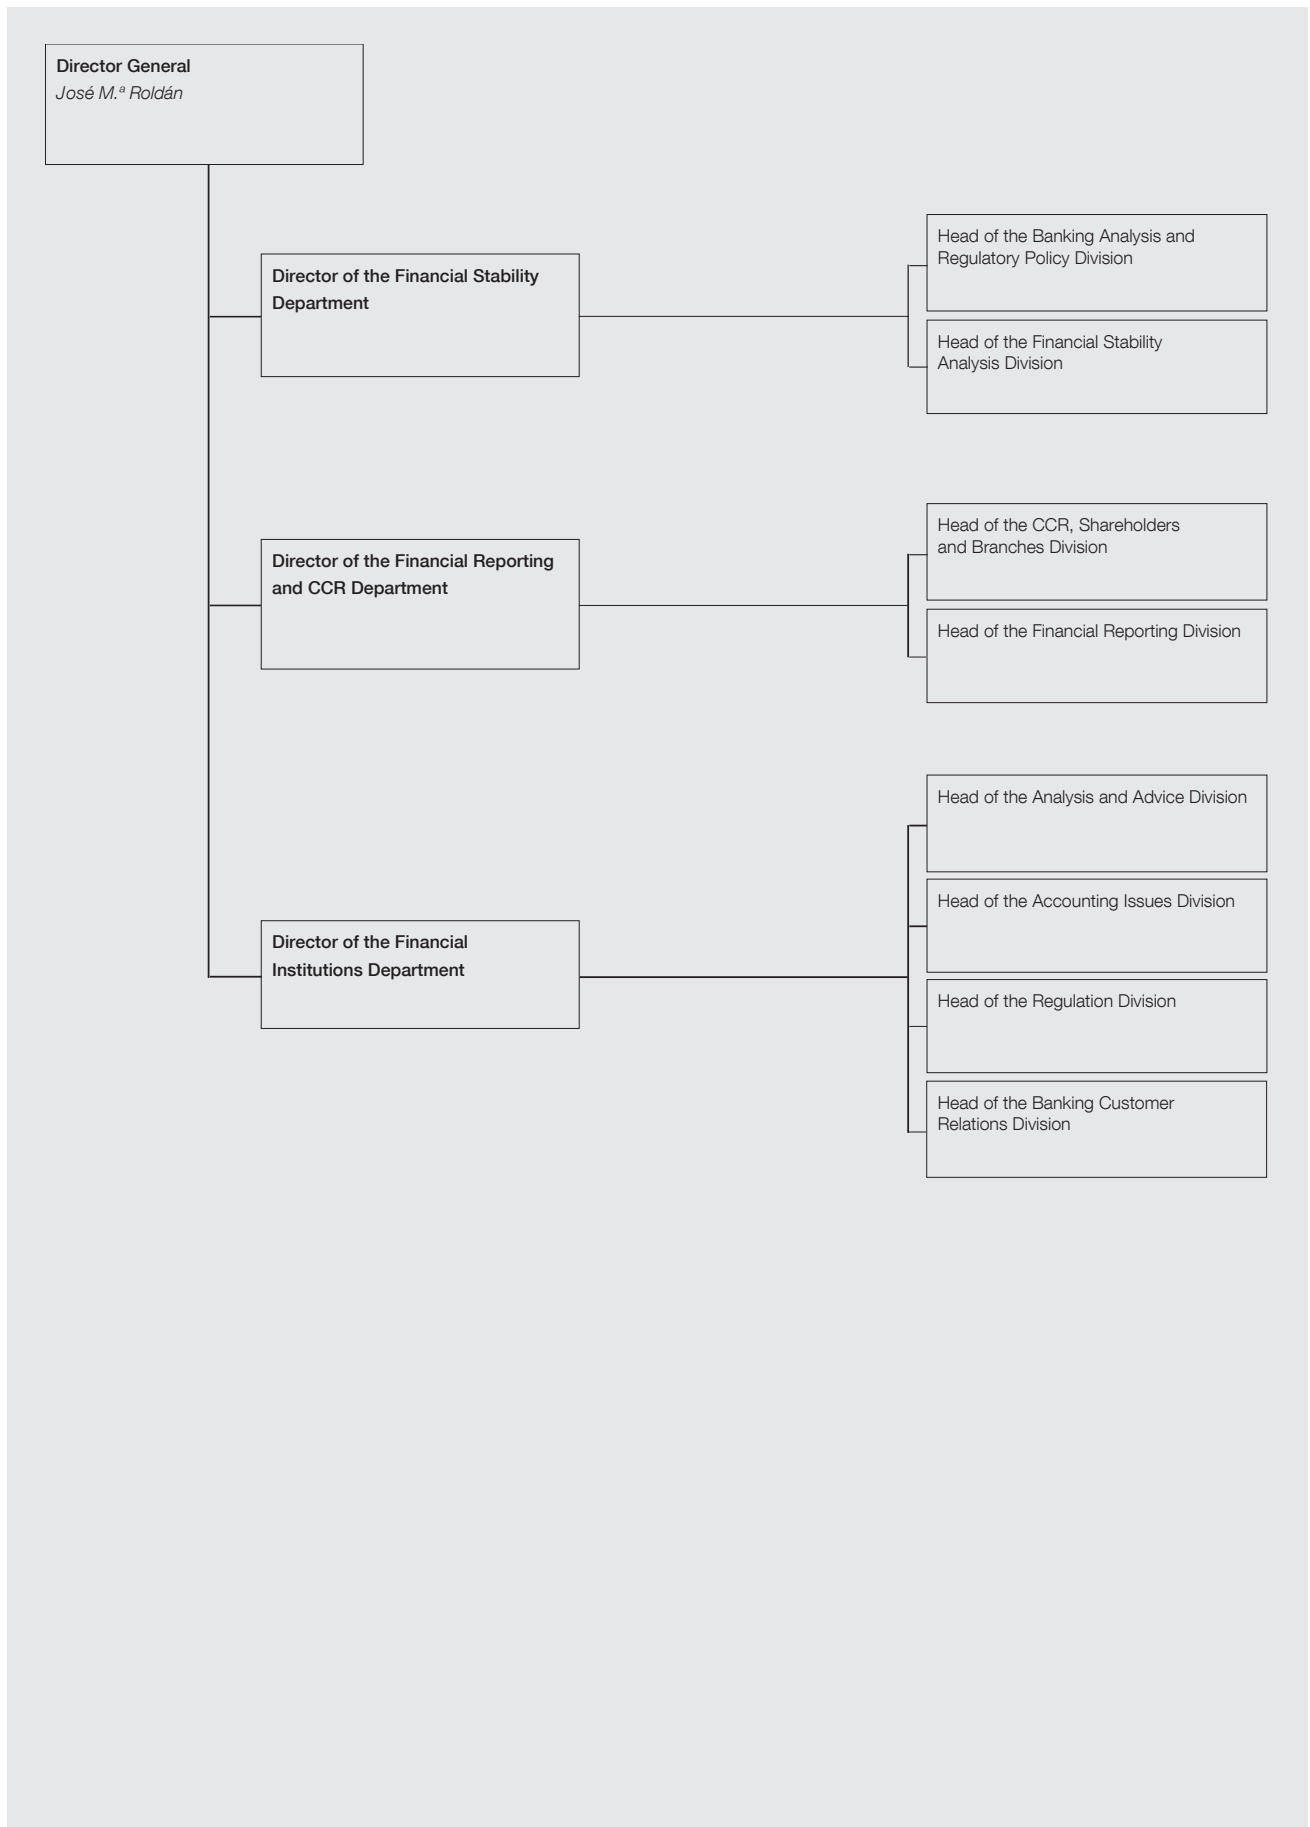 Director General
José M.ª Roldán
Director of the Financial Stability
Department
Head of the Banking Analysis and
Regulatory Policy Division
Head of the Financial Stability
Analysis Division
Director of the Financial Reporting
and CCR Department
Head of the CCR, Shareholders
and Branches Division
Head of the Financial Reporting Division
Director of the Financial
Institutions Department
Head of the Analysis and Advice Division
Head of the Accounting Issues Division
Head of the Regulation Division
Head of the Banking Customer
Relations Division